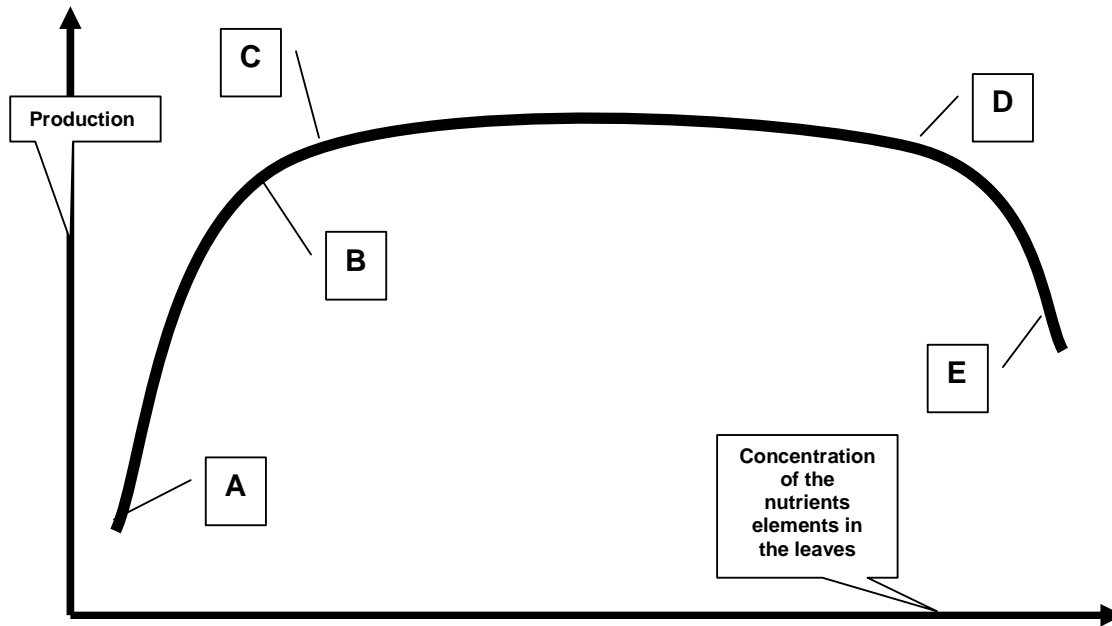 C
D
Production
B
E
Concentration
of the
nutrients
elements in
the leaves
A